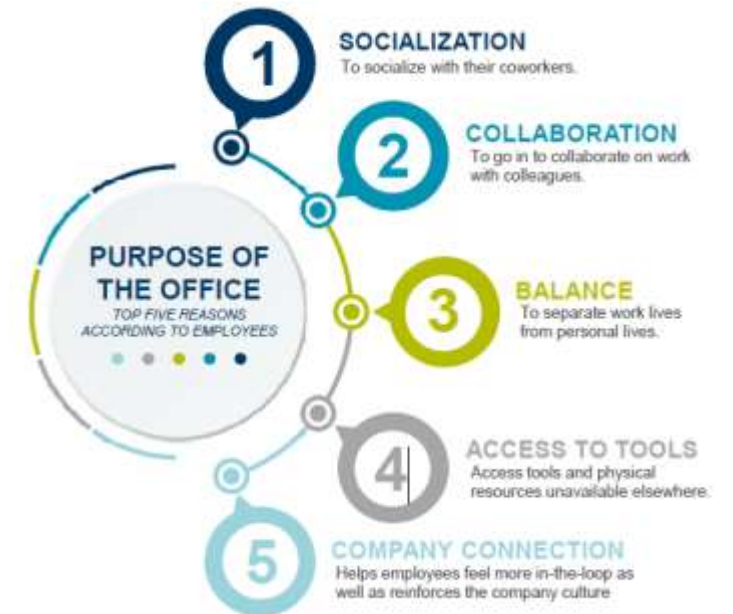 1
SOCIALIZATION
To socialize with their coworkers.
2
COLLABORATION
To go in to collaborate on work
with colleagues.
PURPOSE OF
THE OFFICE
TOP FIVE REASONS
ACCORDING TO EMPLOYEES
3
BALANCE
To separate work lives
from personal lives.
4
ACCESS TO TOOLS
Access tools and physical
resources unavailable elsewhere.
5
COMPANY CONNECTION
Helps employees feel more in-the-loop as
well as reinforces the company culture